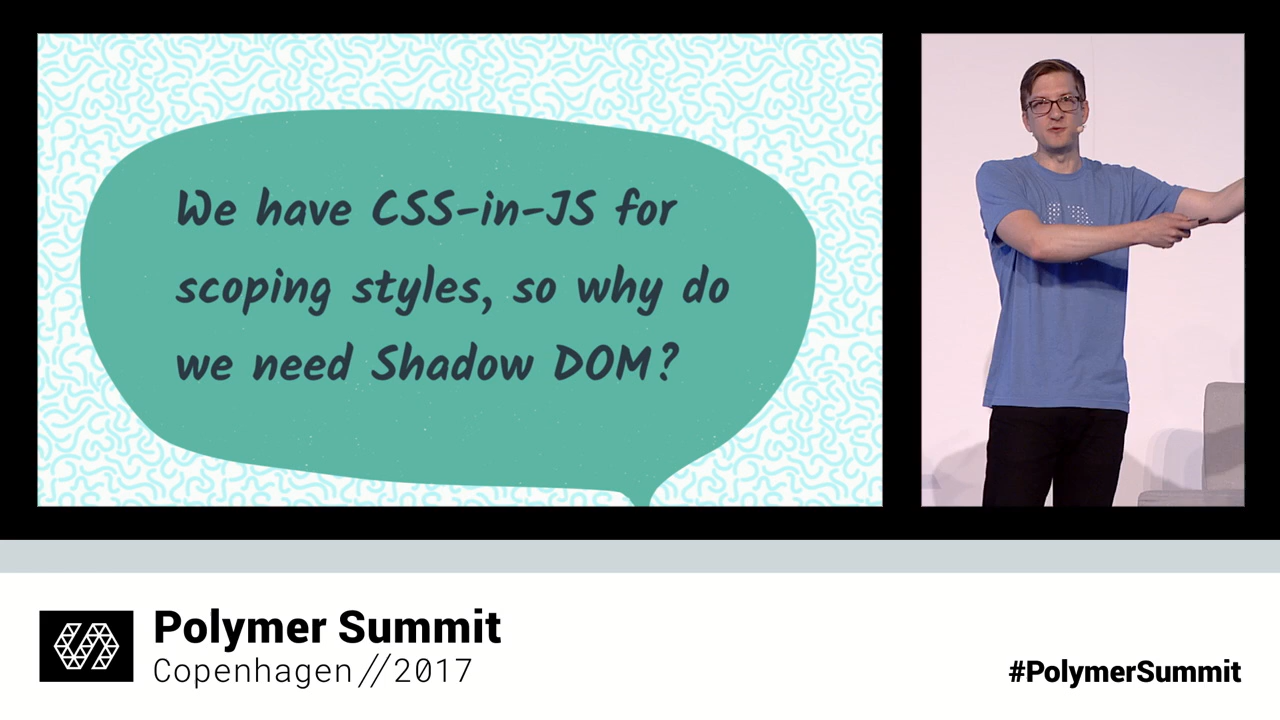 We have CSS-in-JS for
scoping styles, so why do
we need Shadow DOM?
Polymer Summit
Copenhagen//2017
#PolymerSummit